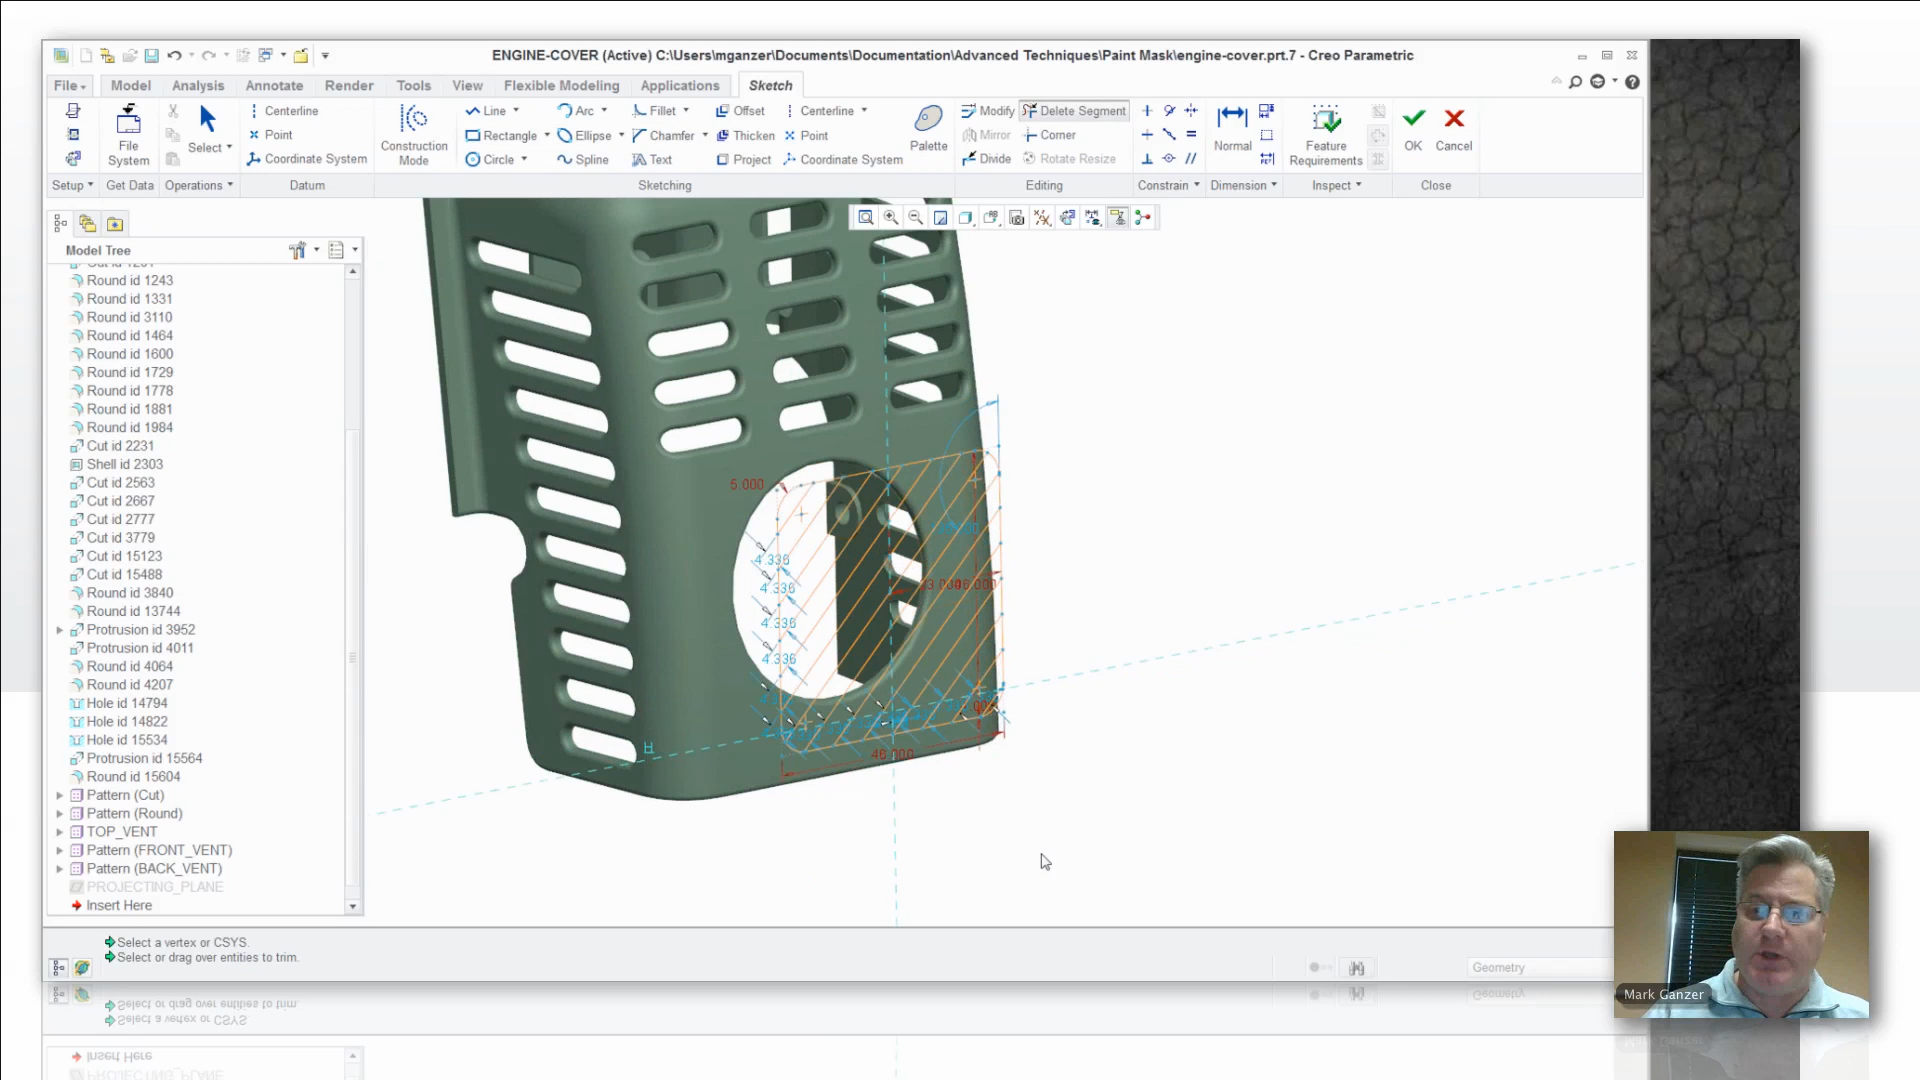 ENGINE-COVER (Active) C:\Users\mganzer\Documents\Documentation\Advanced Techniques\Paint Mask\engine-cover.prt.7 - Creo Parametric
File Model Analysis Annotate Render Tools View Flexible Modeling Applications Sketch
Centerline Line Arc Fillet Offset Centerline Modify Delete Segment
Point Rectangle Ellipse Chamfer Thicken Point Mirror Corner
File System Select Coordinate System Construction Mode Circle Spline Text Project Coordinate System Palette Divide Rotate Resize Normal Feature Requirements OK Cancel
Setup Get Data Operations Datum Sketching Editing Constrain Dimension Inspect Close
Model Tree
Round id 1243
Round id 1331
Round id 3110
Round id 1464
Round id 1600
Round id 1729
Round id 1778
Round id 1881
Round id 1984
Cut id 2231
Shell id 2303
Cut id 2563
Cut id 2667
Cut id 2777
Cut id 3779
Cut id 15123
Cut id 15488
Round id 3840
Round id 13744
Protrusion id 3952
Protrusion id 4011
Round id 4064
Round id 4207
Hole id 14794
Hole id 14822
Hole id 15534
Protrusion id 15564
Round id 15604
Pattern (Cut)
Pattern (Round)
TOP_VENT
Pattern (FRONT_VENT)
Pattern (BACK_VENT)
PROJECTING_PLANE
Insert Here
5.000
4.336
4.336
4.336
4.336
H
46.000
Select a vertex or CSYS.
Select or drag over entities to trim.
Geometry
Mark Ganzer